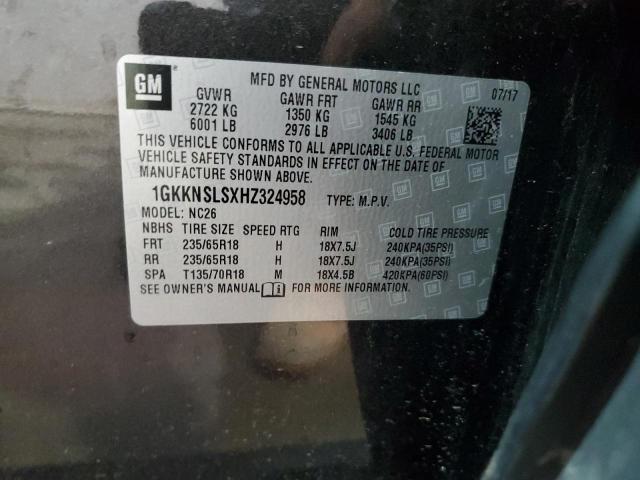 GM
MFD BY GENERAL MOTORS LLC 07/17
GVWR GAWR FRT GAWR RR
2722 KG 1350 KG 1545 KG
6001 LB 2976 LB 3406 LB
THIS VEHICLE CONFORMS TO ALL APPLICABLE U.S. FEDERAL MOTOR
VEHICLE SAFETY STANDARDS IN EFFECT ON THE DATE OF
MANUFACTURE SHOWN ABOVE.
1GKKNSLSXHZ324958 TYPE: M.P.V.
MODEL: NC26
NBHS TIRE SIZE SPEED RTG RIM COLD TIRE PRESSURE
FRT 235/65R18 H 18X7.5J 240KPA(35PSI)
RR 235/65R18 H 18X7.5J 240KPA(35PSI)
SPA T135/70R18 M 18X4.5B 420KPA(60PSI)
SEE OWNER'S MANUAL FOR MORE INFORMATION.